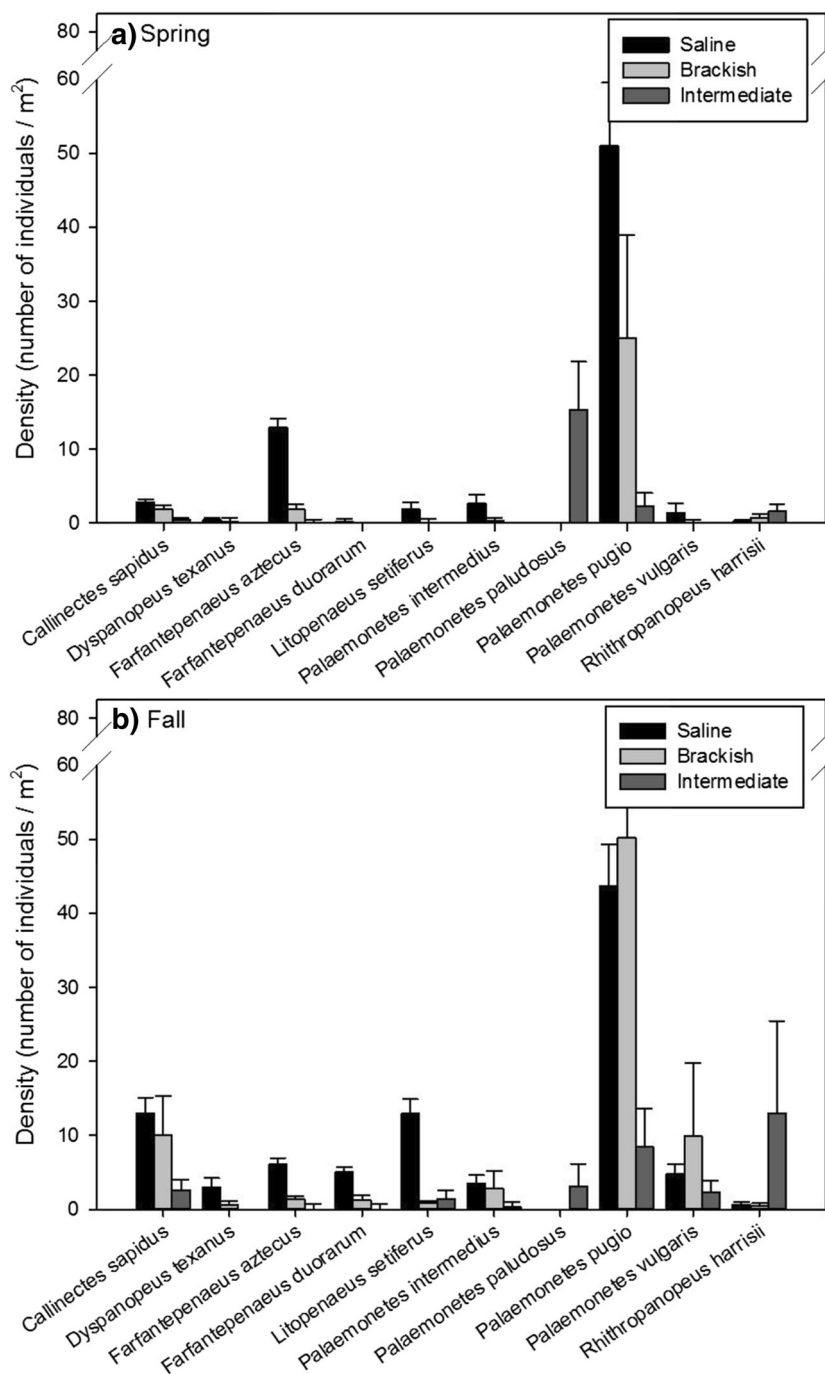 a) Spring
Saline
Brackish
Intermediate
80
60
50
40
30
20
10
0
Density (number of individuals / m²)
Callinectes sapidus
Dyspanopeus texanus
Farfantepenaeus aztecus
Farfantepenaeus duorarum
Litopenaeus setiferus
Palaemonetes intermedius
Palaemonetes paludosus
Palaemonetes pugio
Palaemonetes vulgaris
Rhithropanopeus harrisii
b) Fall
Saline
Brackish
Intermediate
80
60
50
40
30
20
10
0
Density (number of individuals / m²)
Callinectes sapidus
Dyspanopeus texanus
Farfantepenaeus aztecus
Farfantepenaeus duorarum
Litopenaeus setiferus
Palaemonetes intermedius
Palaemonetes paludosus
Palaemonetes pugio
Palaemonetes vulgaris
Rhithropanopeus harrisii